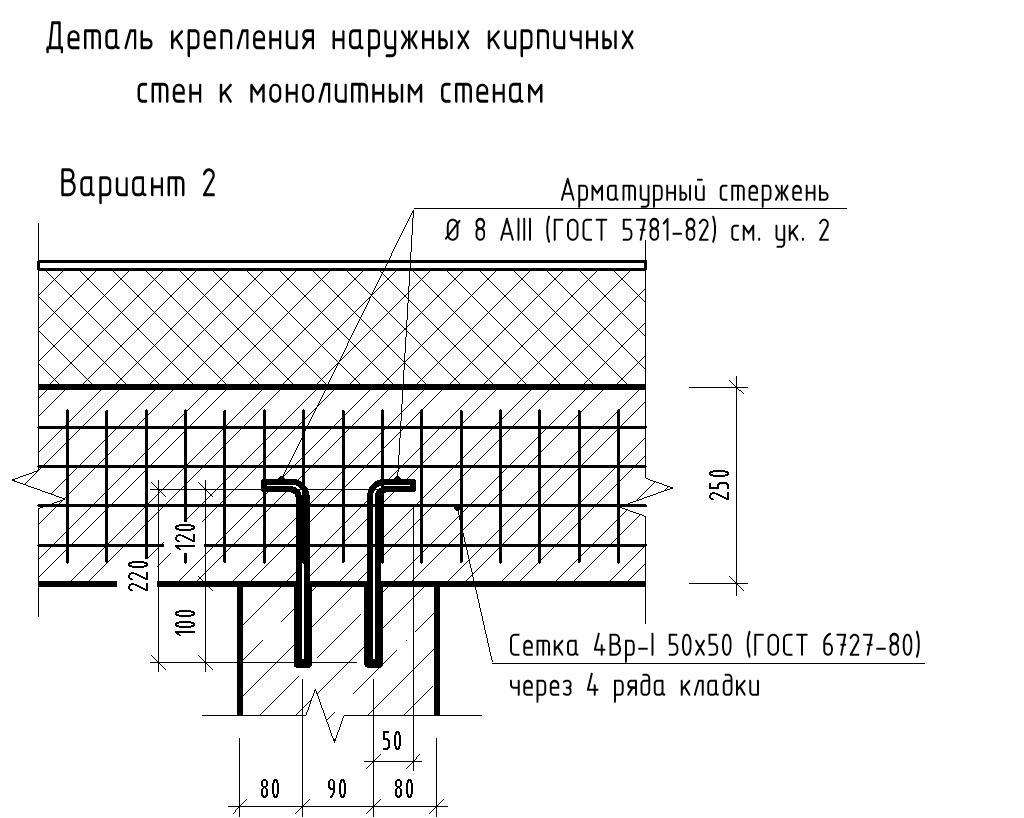 Деталь крепления наружных кирпичных
стен к монолитным стенам
Вариант 2
Арматурный стержень
Ø 8 АIII (ГОСТ 5781-82) см. ук. 2
250
120
220
100
Сетка 4Вр-I 50х50 (ГОСТ 6727-80)
через 4 ряда кладки
50
80 90 80